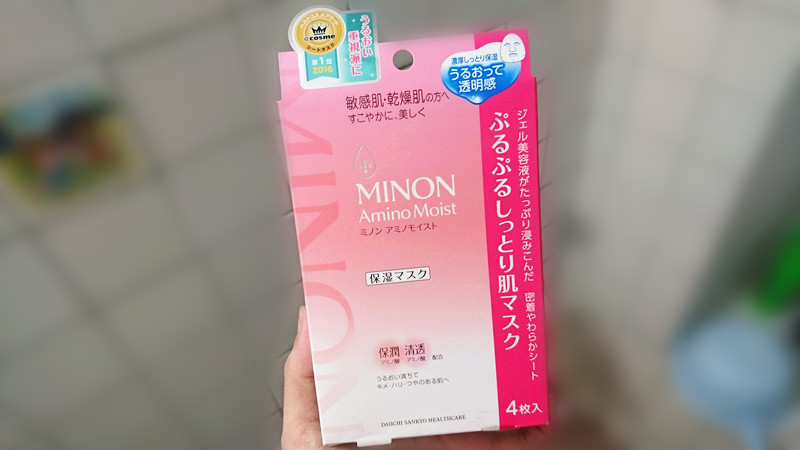 @cosme
シートマスク
第1位
2016
うるおい
重視派に
濃厚しっとり保湿
うるおって
透明感
敏感肌・乾燥肌の方へ
すこやかに、美しく
MINON
Amino Moist
ミノン アミノモイスト
保湿マスク
保潤 清透
アミノ酸 アミノ酸 配合
うるおい満ちて
キメ・ハリ・つやのある肌へ
DAIICHI SANKYO HEALTHCARE
ジェル美容液がたっぷり浸みこんだ 密着やわらかシート
ぷるぷるしっとり肌マスク
4枚入
MINON